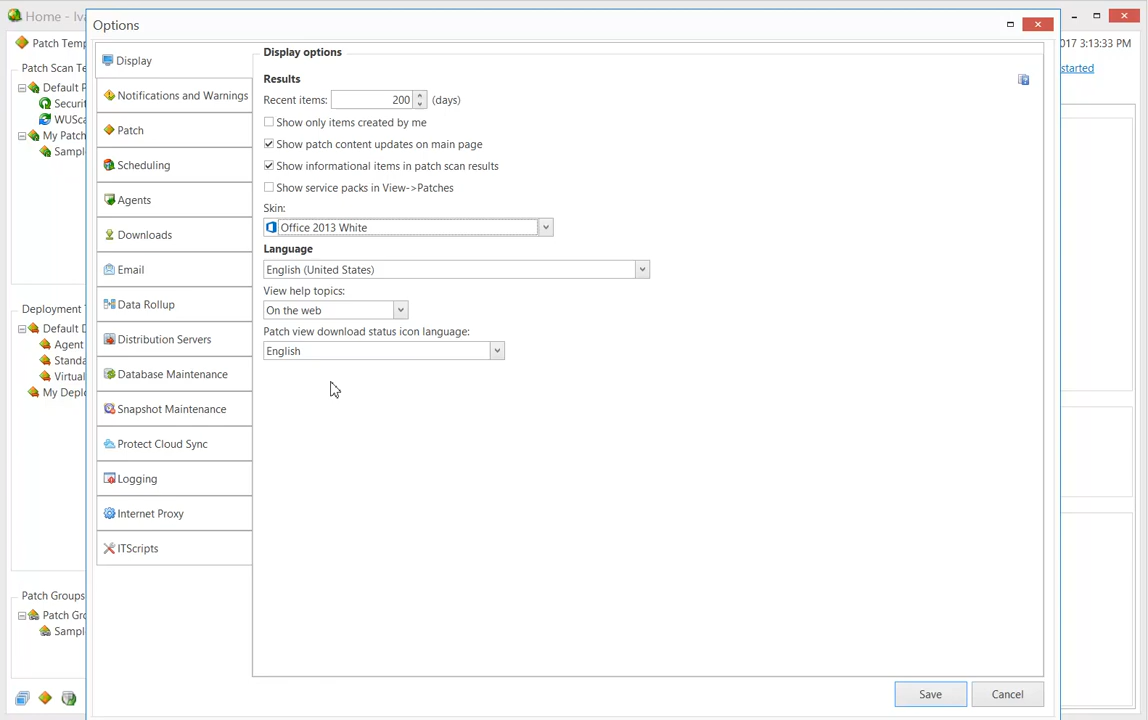 Home - Iv
Options
Patch Temp
017 3:13:33 PM
started
Patch Scan Te
Default P
Securi
WUSca
My Patch
Sampl
Deployment
Default D
Agent
Standa
Virtual
My Deplo
Patch Groups
Patch Gro
Sampl
Display
Notifications and Warnings
Patch
Scheduling
Agents
Downloads
Email
Data Rollup
Distribution Servers
Database Maintenance
Snapshot Maintenance
Protect Cloud Sync
Logging
Internet Proxy
ITScripts
Display options
Results
Recent items: 200 (days)
Show only items created by me
Show patch content updates on main page
Show informational items in patch scan results
Show service packs in View->Patches
Skin:
Office 2013 White
Language
English (United States)
View help topics:
On the web
Patch view download status icon language:
English
Save Cancel